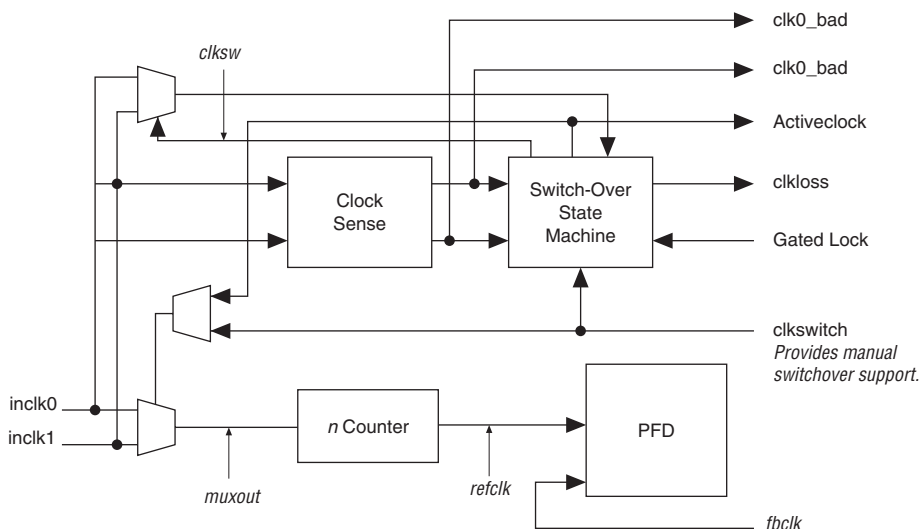 clk0_bad
clksw
clk0_bad
Activeclock
Clock
Sense
Switch-Over
State
Machine
clkloss
Gated Lock
clkswitch
Provides manual
switchover support.
inclk0
inclk1
n Counter
PFD
muxout
refclk
fbclk